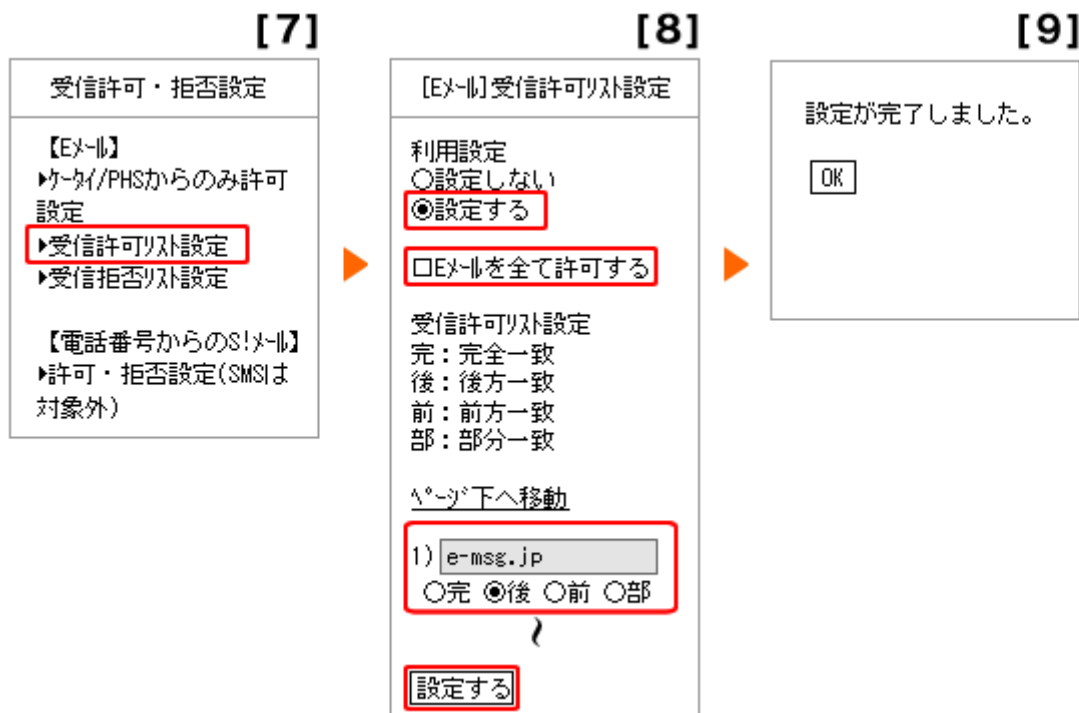 [7]
受信許可・拒否設定
【Eﾒｰﾙ】
▶ｹｰﾀｲ/PHSからのみ許可
設定
▶受信許可ﾘｽﾄ設定
▶受信拒否ﾘｽﾄ設定
【電話番号からのS!ﾒｰﾙ】
▶許可・拒否設定(SMSは
対象外)
[8]
[Eﾒｰﾙ]受信許可ﾘｽﾄ設定
利用設定
○設定しない
◉設定する
□Eﾒｰﾙを全て許可する
受信許可ﾘｽﾄ設定
完：完全一致
後：後方一致
前：前方一致
部：部分一致
ﾍﾟｰｼﾞ下へ移動
1) e-msg.jp
○完 ◉後 ○前 ○部
～
設定する
[9]
設定が完了しました。
OK